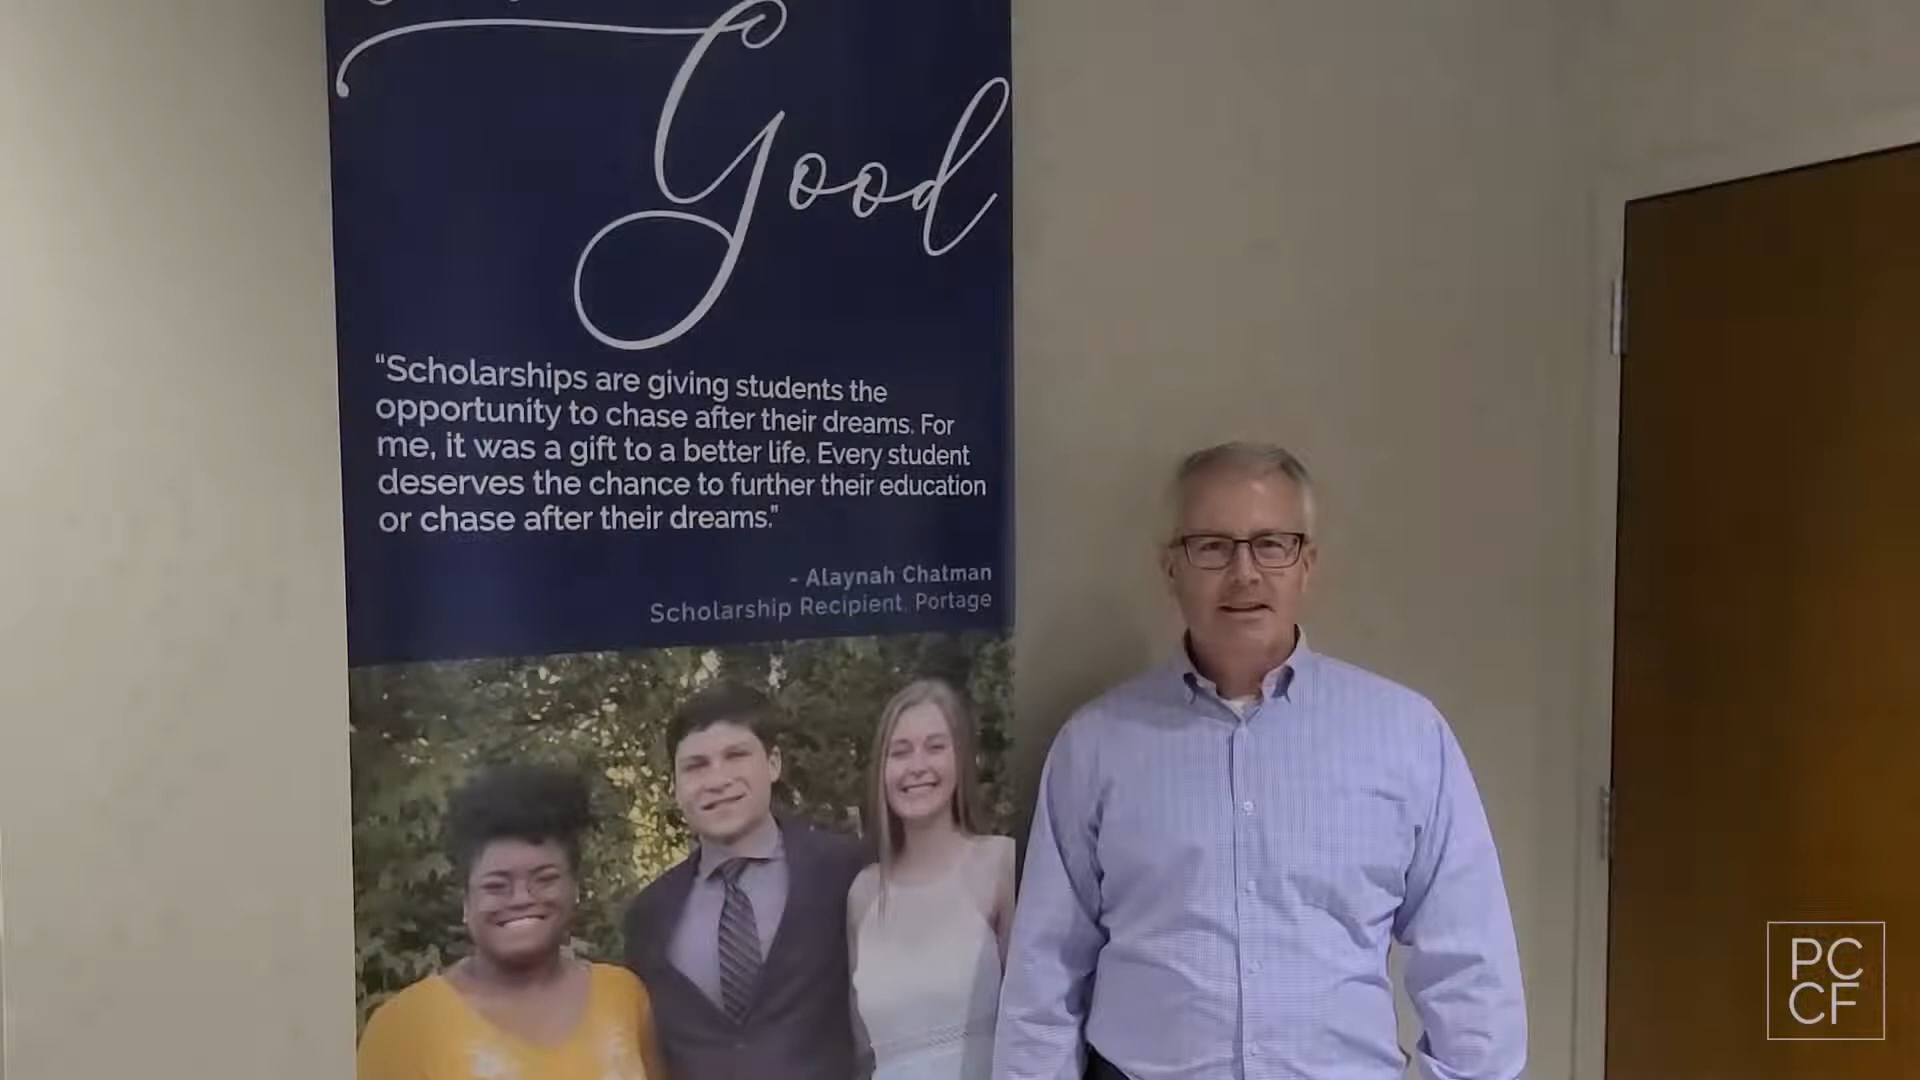 Good
“Scholarships are giving students the
opportunity to chase after their dreams. For
me, it was a gift to a better life. Every student
deserves the chance to further their education
or chase after their dreams.”
- Alaynah Chatman
Scholarship Recipient, Portage
PC
CF